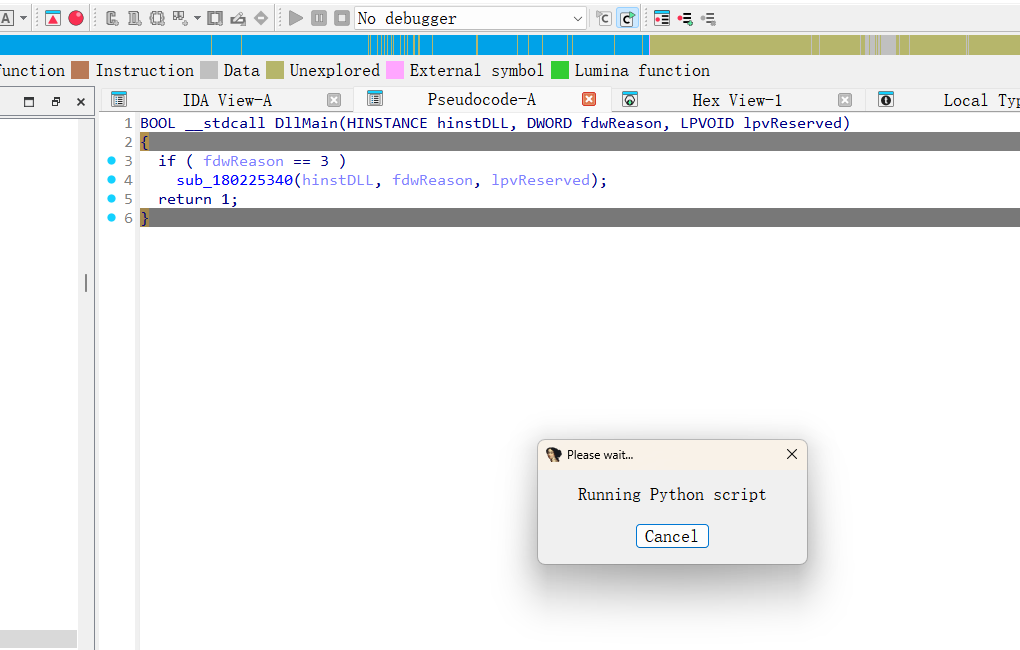 A No debugger
unction Instruction Data Unexplored External symbol Lumina function
IDA View-A Pseudocode-A Hex View-1 Local Typ
1 BOOL __stdcall DllMain(HINSTANCE hinstDLL, DWORD fdwReason, LPVOID lpvReserved)
2 {
3 if ( fdwReason == 3 )
4 sub_180225340(hinstDLL, fdwReason, lpvReserved);
5 return 1;
6 }
Please wait...
Running Python script
Cancel